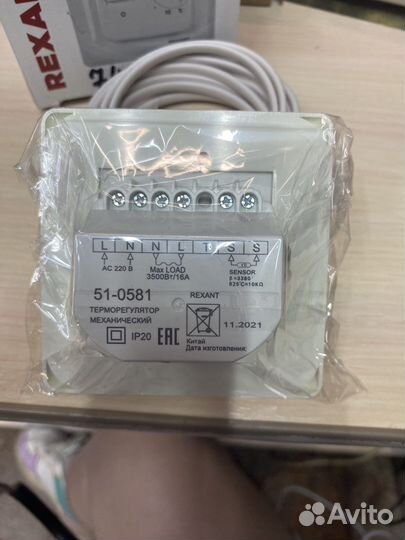 REXANT
L N N L T S S
AC 220 В
Max LOAD
3500Вт/16А
SENSOR
51-0581
REXANT
ТЕРМОРЕГУЛЯТОР
МЕХАНИЧЕСКИЙ
IP20
EAC
11.2021
Китай
Дата изготовления:
Avito